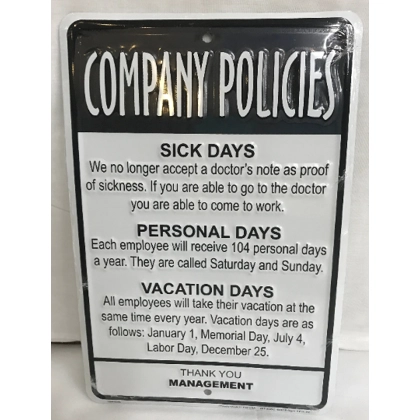 COMPANY POLICIES
SICK DAYS
We no longer accept a doctor's note as proof
of sickness. If you are able to go to the doctor
you are able to come to work.
PERSONAL DAYS
Each employee will receive 104 personal days
a year. They are called Saturday and Sunday.
VACATION DAYS
All employees will take their vacation at the
same time every year. Vacation days are as
follows: January 1, Memorial Day, July 4,
Labor Day, December 25.
THANK YOU
MANAGEMENT